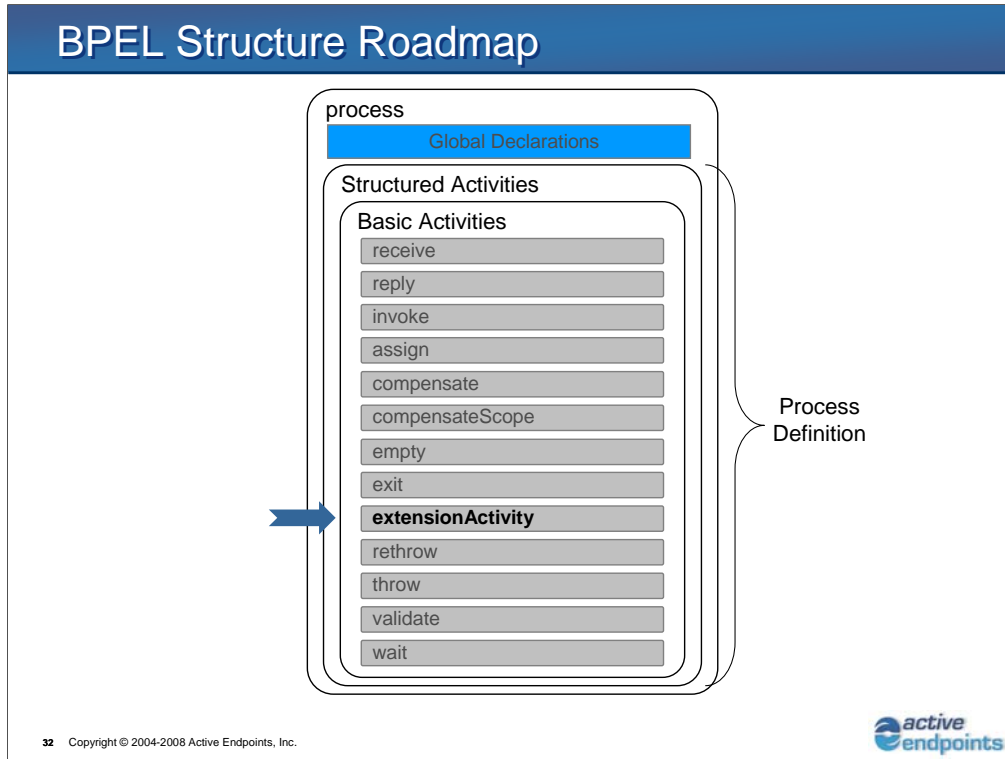 BPEL Structure Roadmap
process
Global Declarations
Structured Activities
Basic Activities
receive
reply
invoke
assign
compensate
compensateScope
empty
exit
extensionActivity
rethrow
throw
validate
wait
Process
Definition
32 Copyright © 2004-2008 Active Endpoints, Inc.
active
endpoints